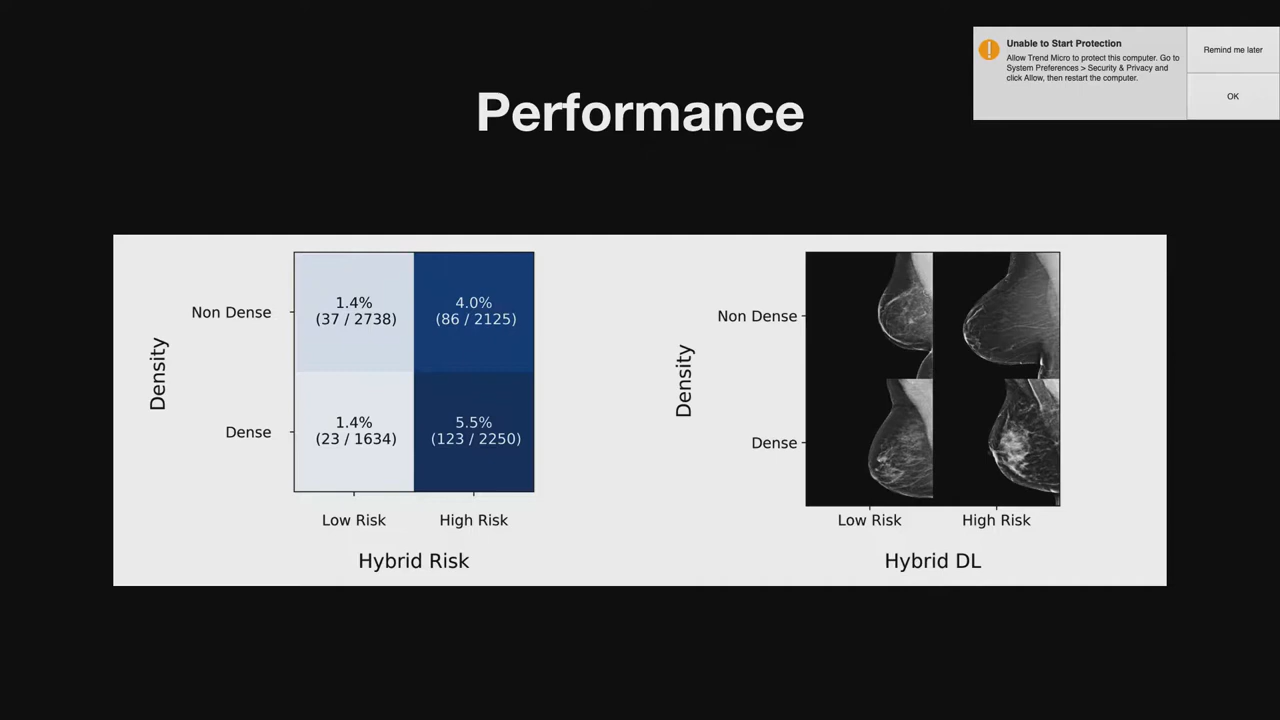 Unable to Start Protection
Allow Trend Micro to protect this computer. Go to
System Preferences > Security & Privacy and
click Allow, then restart the computer.
Remind me later
OK
Performance
Density
Non Dense
1.4%
(37 / 2738)
4.0%
(86 / 2125)
Dense
1.4%
(23 / 1634)
5.5%
(123 / 2250)
Low Risk
High Risk
Hybrid Risk
Density
Non Dense
Dense
Low Risk
High Risk
Hybrid DL